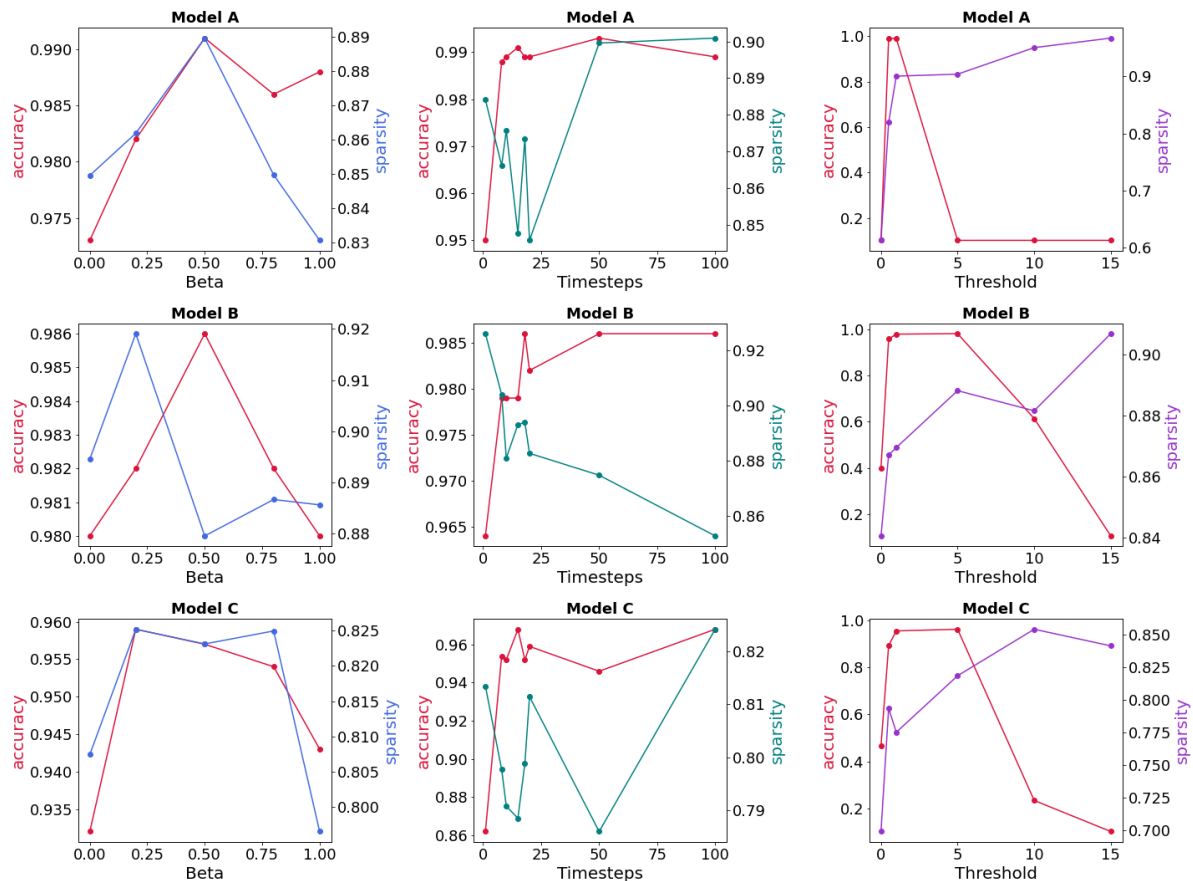 Model A
0.990
0.985
0.980
0.975
accuracy
0.89
0.88
0.87
0.86
0.85
0.84
0.83
sparsity
0.00 0.25 0.50 0.75 1.00
Beta
Model A
0.99
0.98
0.97
0.96
0.95
accuracy
0.90
0.89
0.88
0.87
0.86
0.85
sparsity
0 25 50 75 100
Timesteps
Model A
1.0
0.8
0.6
0.4
0.2
accuracy
0.9
0.8
0.7
0.6
sparsity
0 5 10 15
Threshold
Model B
0.986
0.985
0.984
0.983
0.982
0.981
0.980
accuracy
0.92
0.91
0.90
0.89
0.88
sparsity
0.00 0.25 0.50 0.75 1.00
Beta
Model B
0.985
0.980
0.975
0.970
0.965
accuracy
0.92
0.90
0.88
0.86
sparsity
0 25 50 75 100
Timesteps
Model B
1.0
0.8
0.6
0.4
0.2
accuracy
0.90
0.88
0.86
0.84
sparsity
0 5 10 15
Threshold
Model C
0.960
0.955
0.950
0.945
0.940
0.935
accuracy
0.825
0.820
0.815
0.810
0.805
0.800
sparsity
0.00 0.25 0.50 0.75 1.00
Beta
Model C
0.96
0.94
0.92
0.90
0.88
0.86
accuracy
0.82
0.81
0.80
0.79
sparsity
0 25 50 75 100
Timesteps
Model C
1.0
0.8
0.6
0.4
0.2
accuracy
0.850
0.825
0.800
0.775
0.750
0.725
0.700
sparsity
0 5 10 15
Threshold